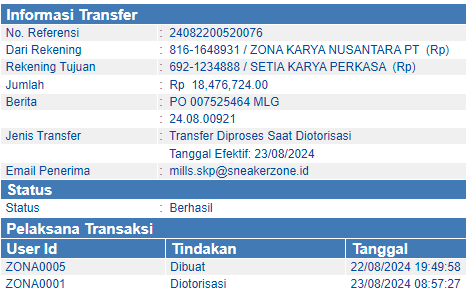 Informasi Transfer
No. Referensi : 24082200520076
Dari Rekening : 816-1648931 / ZONA KARYA NUSANTARA PT (Rp)
Rekening Tujuan : 692-1234888 / SETIA KARYA PERKASA (Rp)
Jumlah : Rp 18,476,724.00
Berita : PO 007525464 MLG
: 24.08.00921
Jenis Transfer : Transfer Diproses Saat Diotorisasi
Tanggal Efektif: 23/08/2024
Email Penerima : mills.skp@sneakerzone.id
Status
Status : Berhasil
Pelaksana Transaksi
User Id Tindakan Tanggal
ZONA0005 Dibuat 22/08/2024 19:49:58
ZONA0001 Diotorisasi 23/08/2024 08:57:27